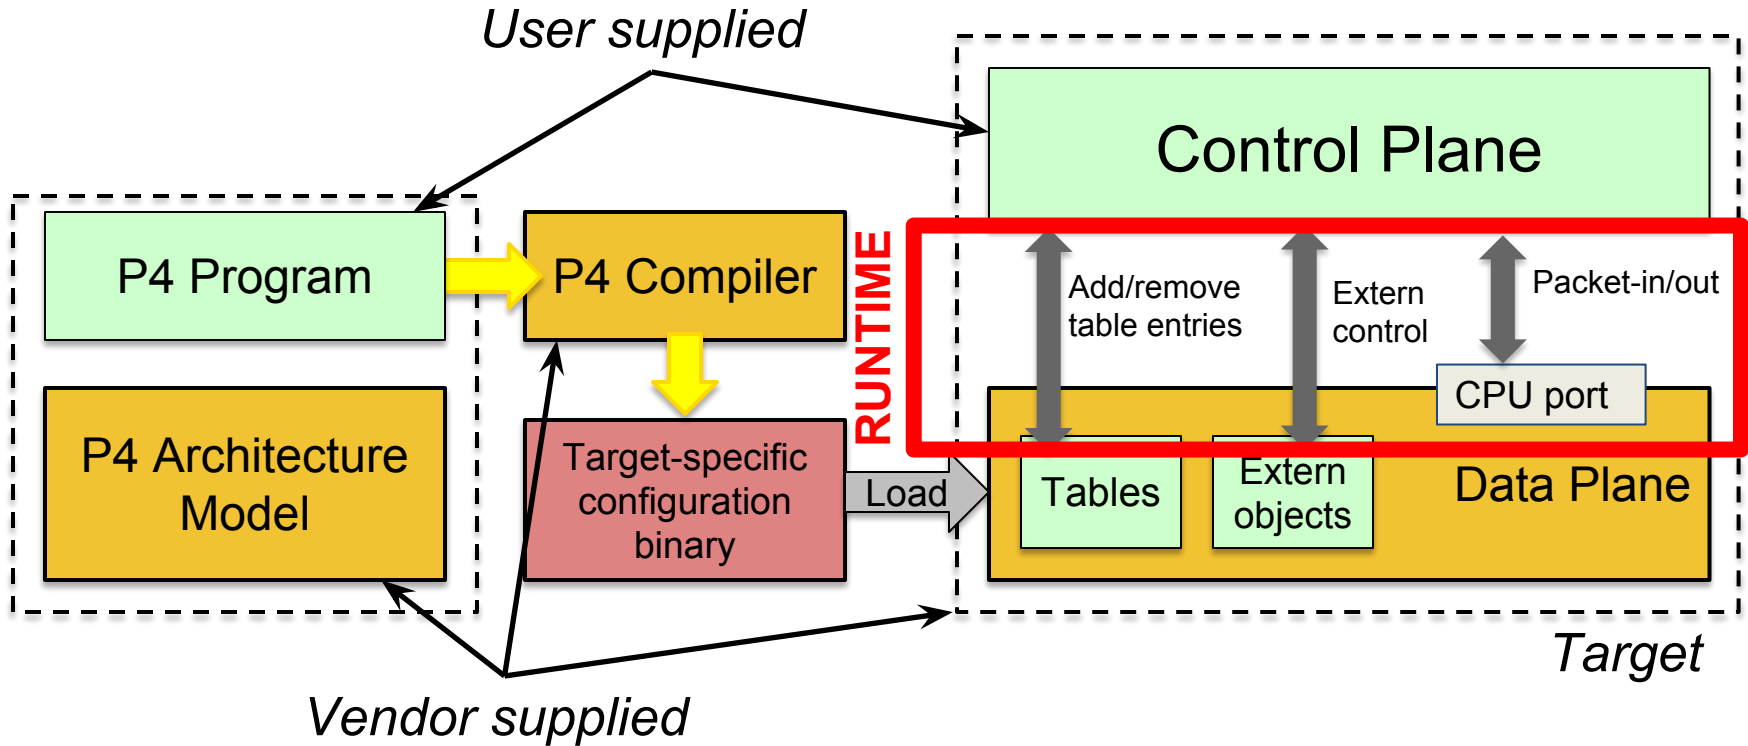 User supplied
Control Plane
P4 Program
P4 Compiler
RUNTIME
Add/remove
table entries
Extern
control
Packet-in/out
CPU port
P4 Architecture
Model
Target-specific
configuration
binary
Load
Tables
Extern
objects
Data Plane
Target
Vendor supplied